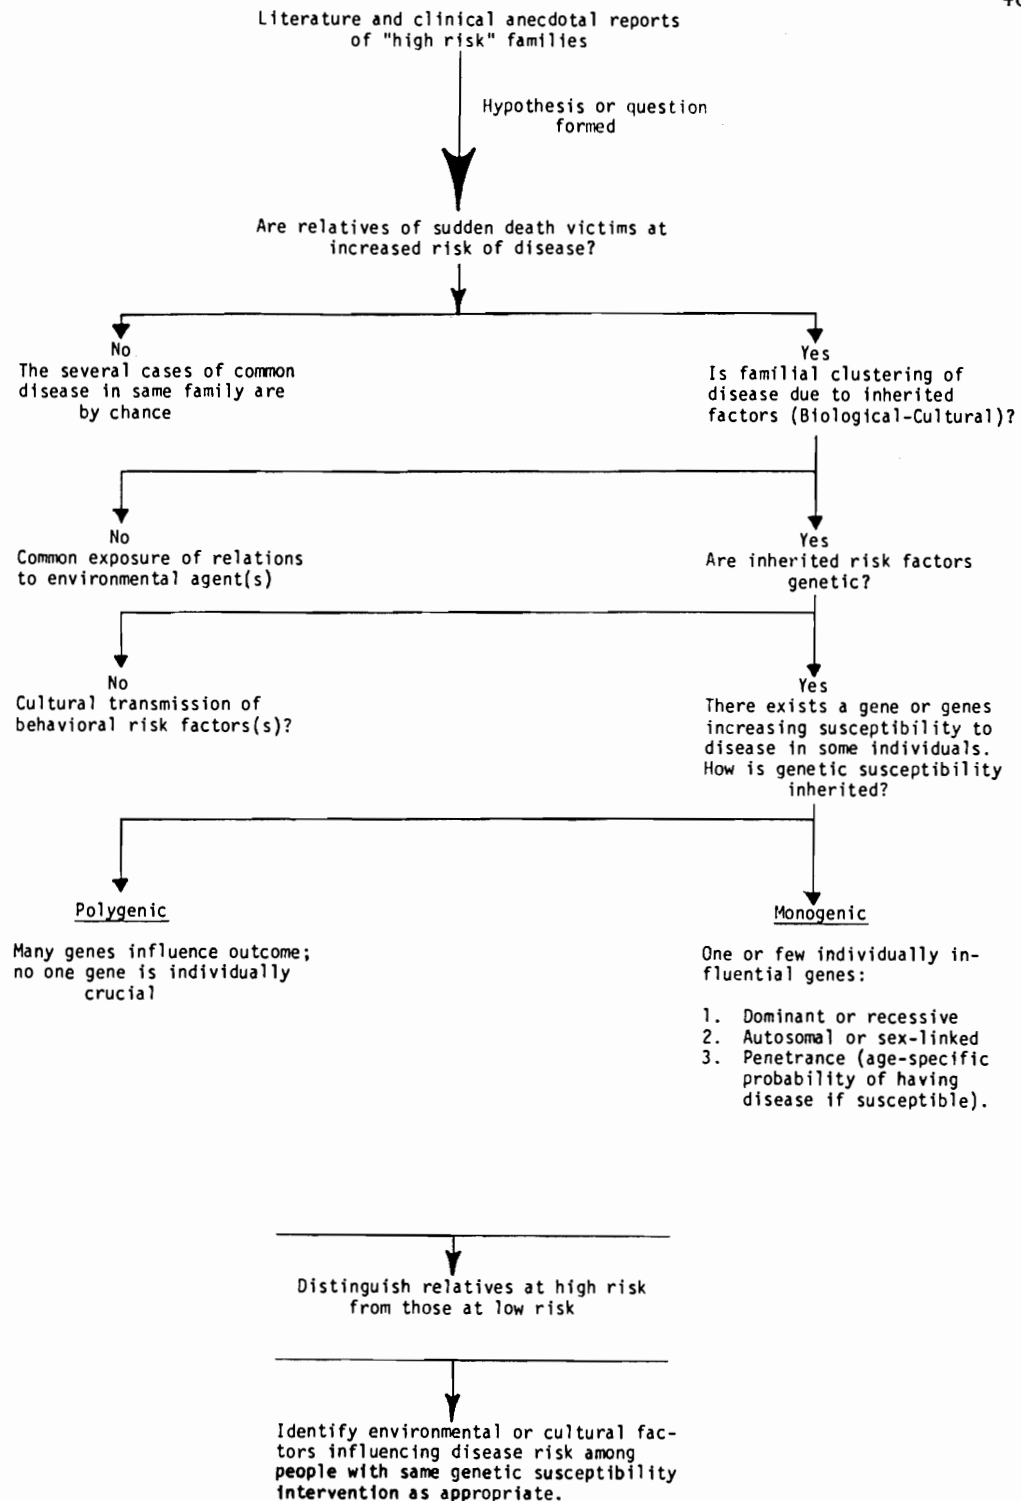 Literature and clinical anecdotal reports
of "high risk" families
Hypothesis or question
formed
Are relatives of sudden death victims at
increased risk of disease?
No
The several cases of common
disease in same family are
by chance
Yes
Is familial clustering of
disease due to inherited
factors (Biological-Cultural)?
No
Common exposure of relations
to environmental agent(s)
Yes
Are inherited risk factors
genetic?
No
Cultural transmission of
behavioral risk factors(s)?
Yes
There exists a gene or genes
increasing susceptibility to
disease in some individuals.
How is genetic susceptibility
inherited?
Polygenic
Many genes influence outcome;
no one gene is individually
crucial
Monogenic
One or few individually in-
fluential genes:
1. Dominant or recessive
2. Autosomal or sex-linked
3. Penetrance (age-specific
probability of having
disease if susceptible).
Distinguish relatives at high risk
from those at low risk
Identify environmental or cultural fac-
tors influencing disease risk among
people with same genetic susceptibility
intervention as appropriate.